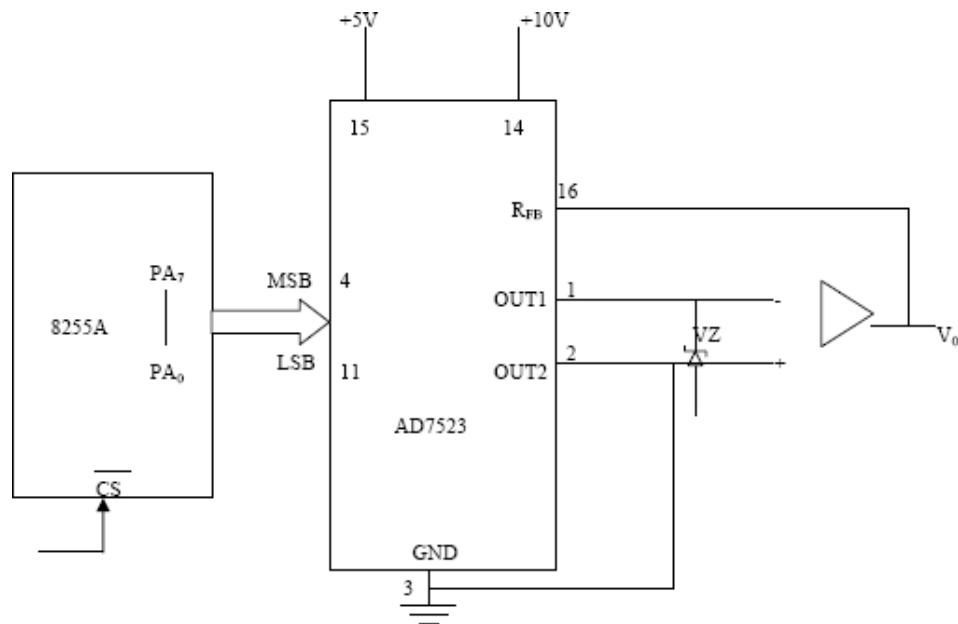 +5V
+10V
15
14
16
R_FB
PA₇
MSB
4
OUT1
1
-
8255A
VZ
V₀
LSB
2
PA₀
11
OUT2
+
AD7523
CS
GND
3